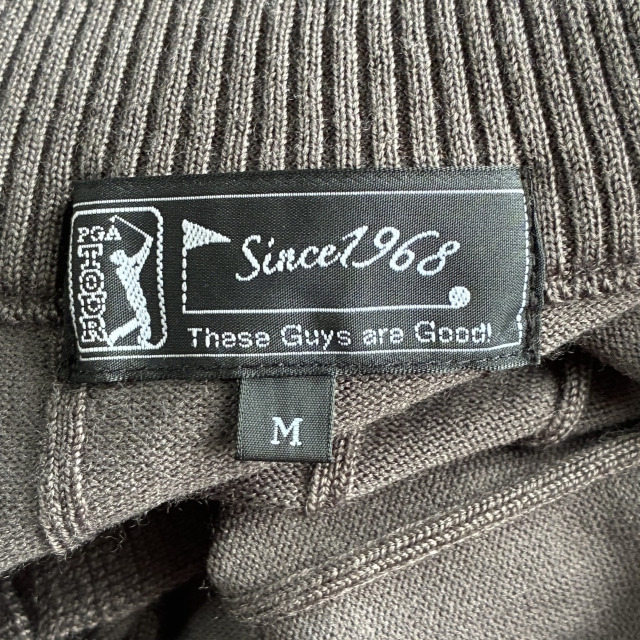 PGA
TOUR
Since1968
These Guys are Good!
M